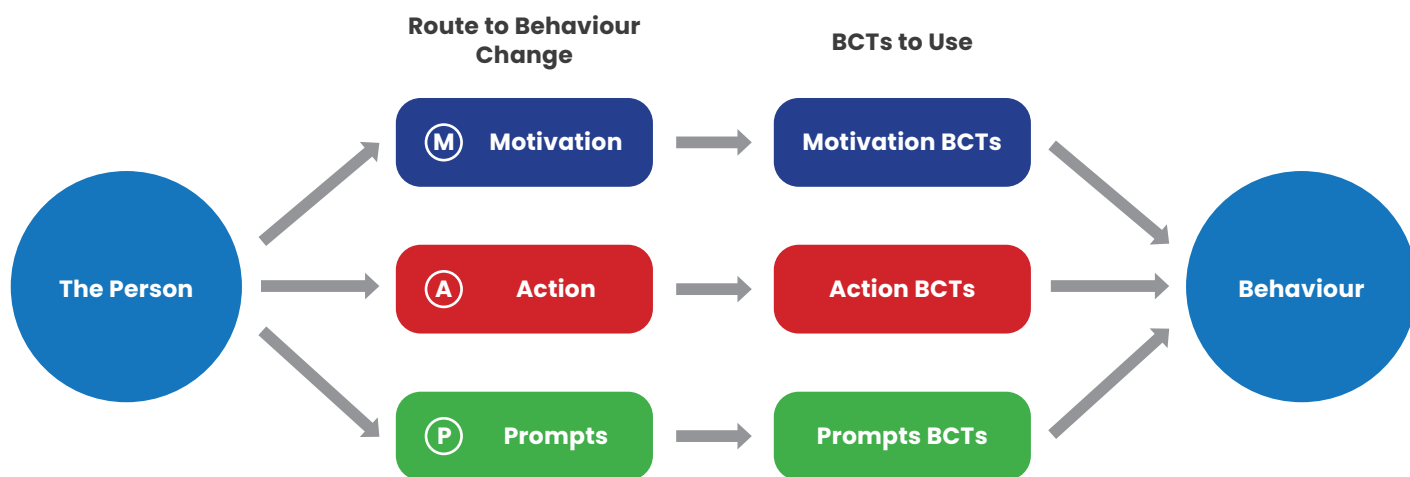 Route to Behaviour
Change
BCTs to Use
M Motivation
Motivation BCTs
The Person
A Action
Action BCTs
Behaviour
P Prompts
Prompts BCTs